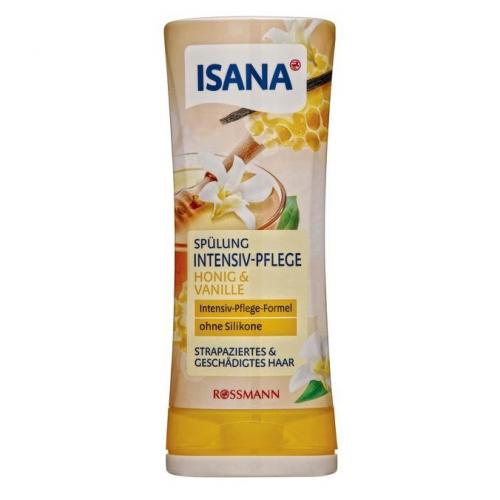 ISANA
SPÜLUNG
INTENSIV-PFLEGE
HONIG &
VANILLE
Intensiv-Pflege-Formel
ohne Silikone
STRAPAZIERTES &
GESCHÄDIGTES HAAR
ROSSMANN